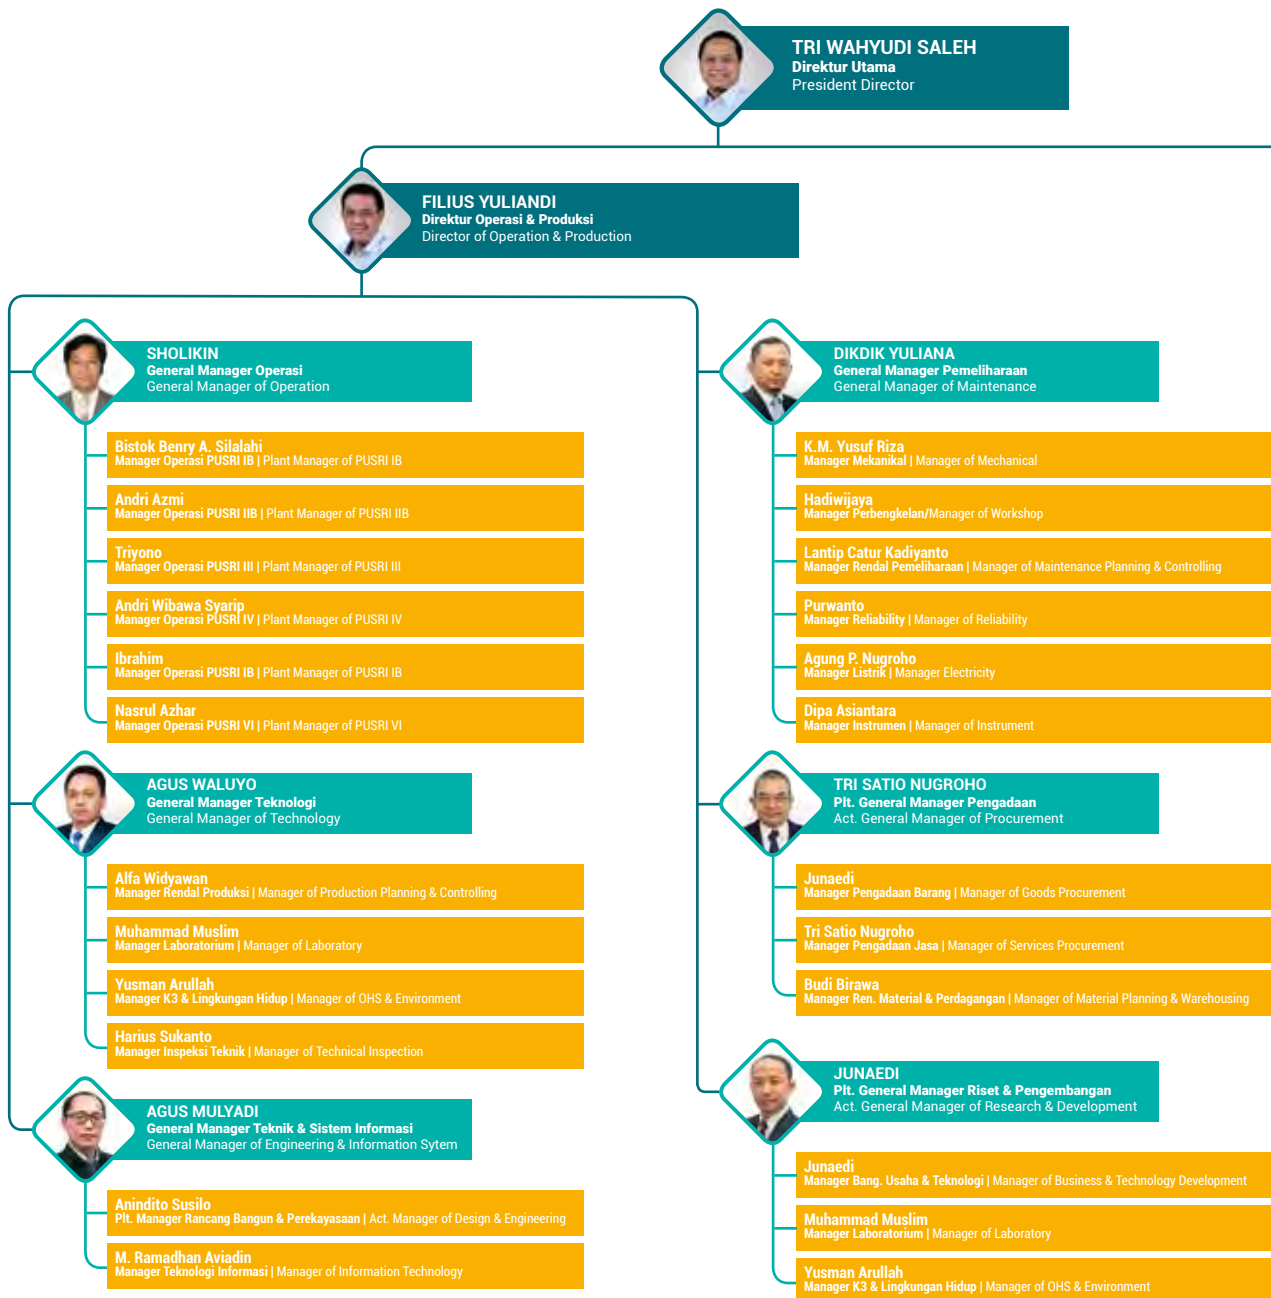 TRI WAHYUDI SALEH
Direktur Utama
President Director
FILIUS YULIANDI
Direktur Operasi & Produksi
Director of Operation & Production
SHOLIKIN
General Manager Operasi
General Manager of Operation
Bistok Benry A. Silalahi
Manager Operasi PUSRI IB | Plant Manager of PUSRI IB
Andri Azmi
Manager Operasi PUSRI IIB | Plant Manager of PUSRI IIB
Triyono
Manager Operasi PUSRI III | Plant Manager of PUSRI III
Andri Wibawa Syarip
Manager Operasi PUSRI IV | Plant Manager of PUSRI IV
Ibrahim
Manager Operasi PUSRI IB | Plant Manager of PUSRI IB
Nasrul Azhar
Manager Operasi PUSRI VI | Plant Manager of PUSRI VI
AGUS WALUYO
General Manager Teknologi
General Manager of Technology
Alfa Widyawan
Manager Rendal Produksi | Manager of Production Planning & Controlling
Muhammad Muslim
Manager Laboratorium | Manager of Laboratory
Yusman Arullah
Manager K3 & Lingkungan Hidup | Manager of OHS & Environment
Harius Sukanto
Manager Inspeksi Teknik | Manager of Technical Inspection
AGUS MULYADI
General Manager Teknik & Sistem Informasi
General Manager of Engineering & Information Sytem
Anindito Susilo
Plt. Manager Rancang Bangun & Perekayasaan | Act. Manager of Design & Engineering
M. Ramadhan Aviadin
Manager Teknologi Informasi | Manager of Information Technology
DIKDIK YULIANA
General Manager Pemeliharaan
General Manager of Maintenance
K.M. Yusuf Riza
Manager Mekanikal | Manager of Mechanical
Hadiwijaya
Manager Perbengkelan/Manager of Workshop
Lantip Catur Kadiyanto
Manager Rendal Pemeliharaan | Manager of Maintenance Planning & Controlling
Purwanto
Manager Reliability | Manager of Reliability
Agung P. Nugroho
Manager Listrik | Manager Electricity
Dipa Asiantara
Manager Instrumen | Manager of Instrument
TRI SATIO NUGROHO
Plt. General Manager Pengadaan
Act. General Manager of Procurement
Junaedi
Manager Pengadaan Barang | Manager of Goods Procurement
Tri Satio Nugroho
Manager Pengadaan Jasa | Manager of Services Procurement
Budi Birawa
Manager Ren. Material & Perdagangan | Manager of Material Planning & Warehousing
JUNAEDI
Plt. General Manager Riset & Pengembangan
Act. General Manager of Research & Development
Junaedi
Manager Bang. Usaha & Teknologi | Manager of Business & Technology Development
Muhammad Muslim
Manager Laboratorium | Manager of Laboratory
Yusman Arullah
Manager K3 & Lingkungan Hidup | Manager of OHS & Environment